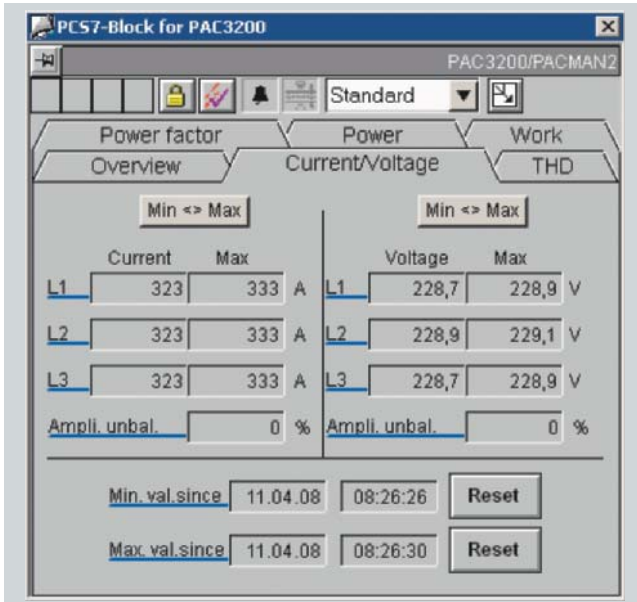 PCS7-Block for PAC3200
PAC3200/PACMAN2
Standard
Power factor Power Work
Overview Current/Voltage THD
Min <> Max Min <> Max
Current Max Voltage Max
L1 323 333 A L1 228,7 228,9 V
L2 323 333 A L2 228,9 229,1 V
L3 323 333 A L3 228,7 228,9 V
Ampli. unbal. 0 % Ampli. unbal. 0 %
Min. val.since 11.04.08 08:26:26 Reset
Max. val.since 11.04.08 08:26:30 Reset